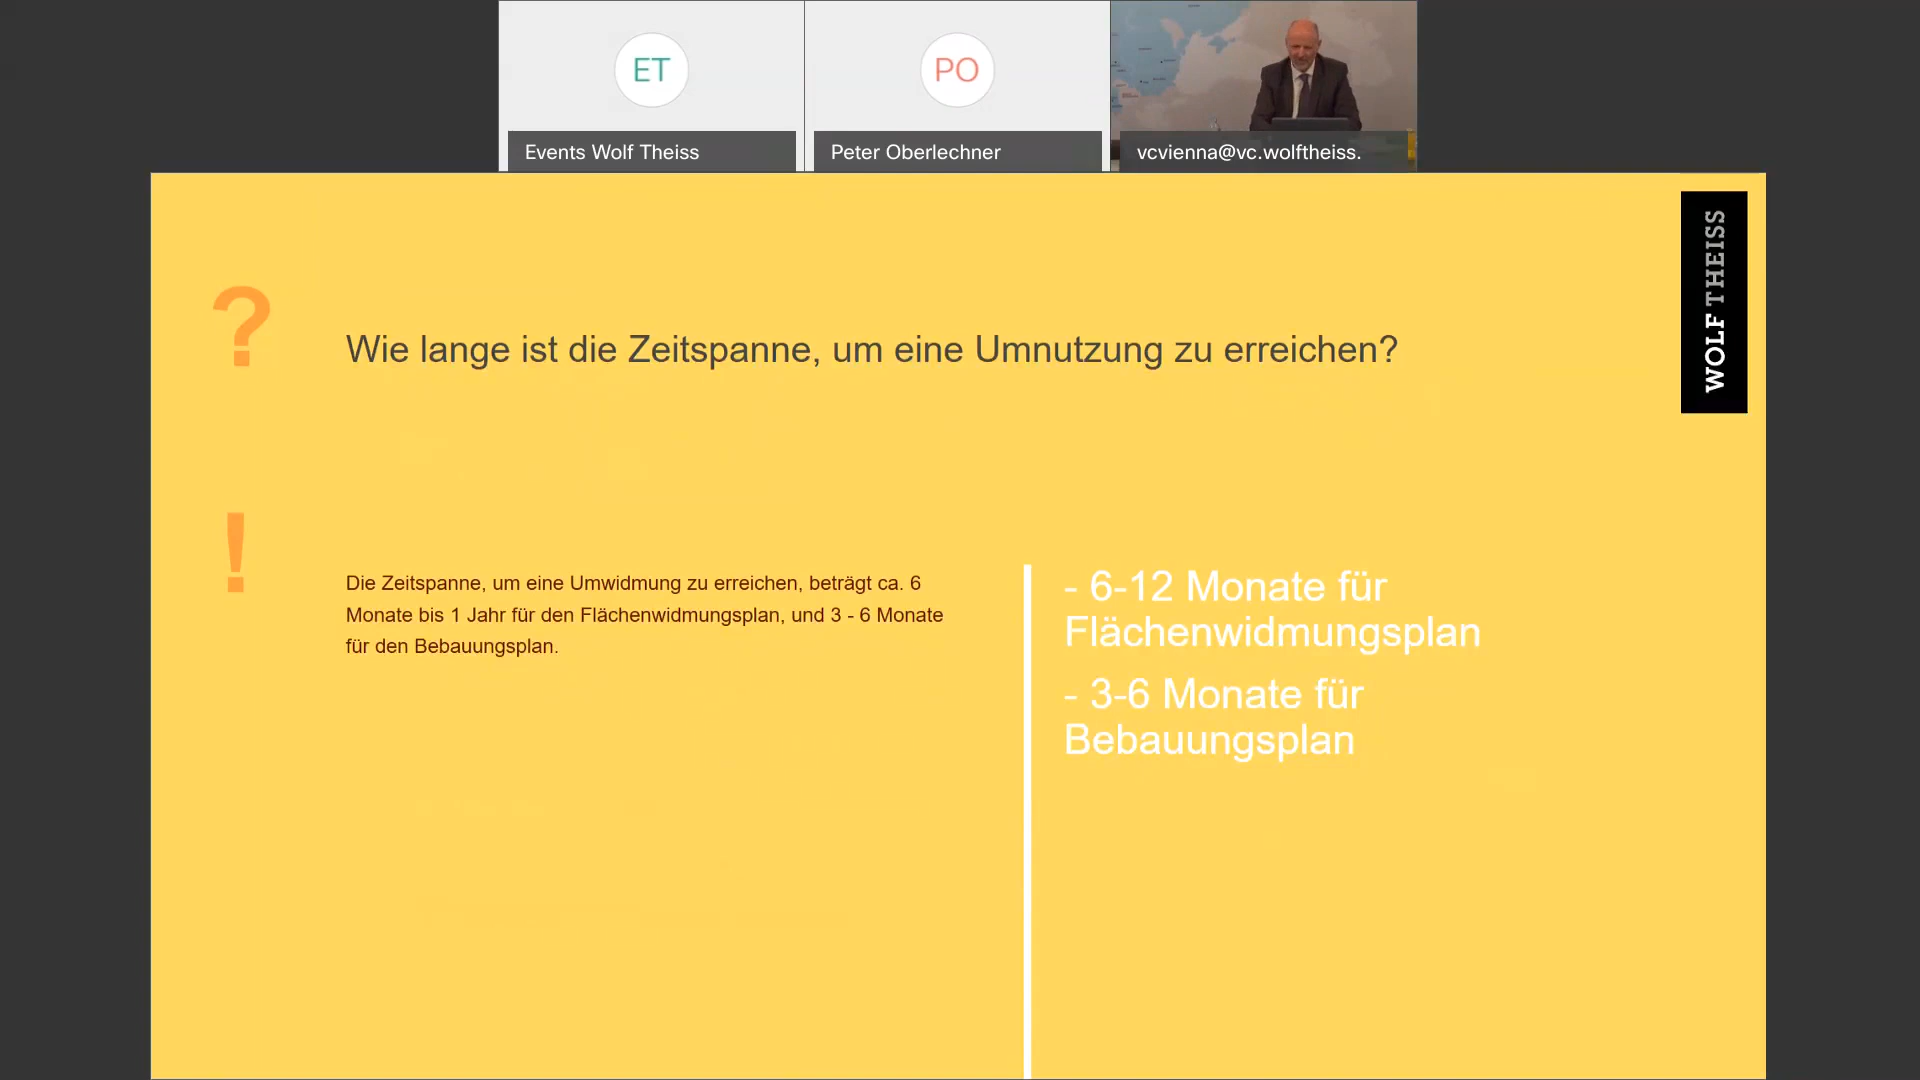 ET
PO
Events Wolf Theiss
Peter Oberlechner
vcvienna@vc.wolftheiss.
WOLF THEISS
?
Wie lange ist die Zeitspanne, um eine Umnutzung zu erreichen?
!
Die Zeitspanne, um eine Umwidmung zu erreichen, beträgt ca. 6
Monate bis 1 Jahr für den Flächenwidmungsplan, und 3 - 6 Monate
für den Bebauungsplan.
- 6-12 Monate für
Flächenwidmungsplan
- 3-6 Monate für
Bebauungsplan